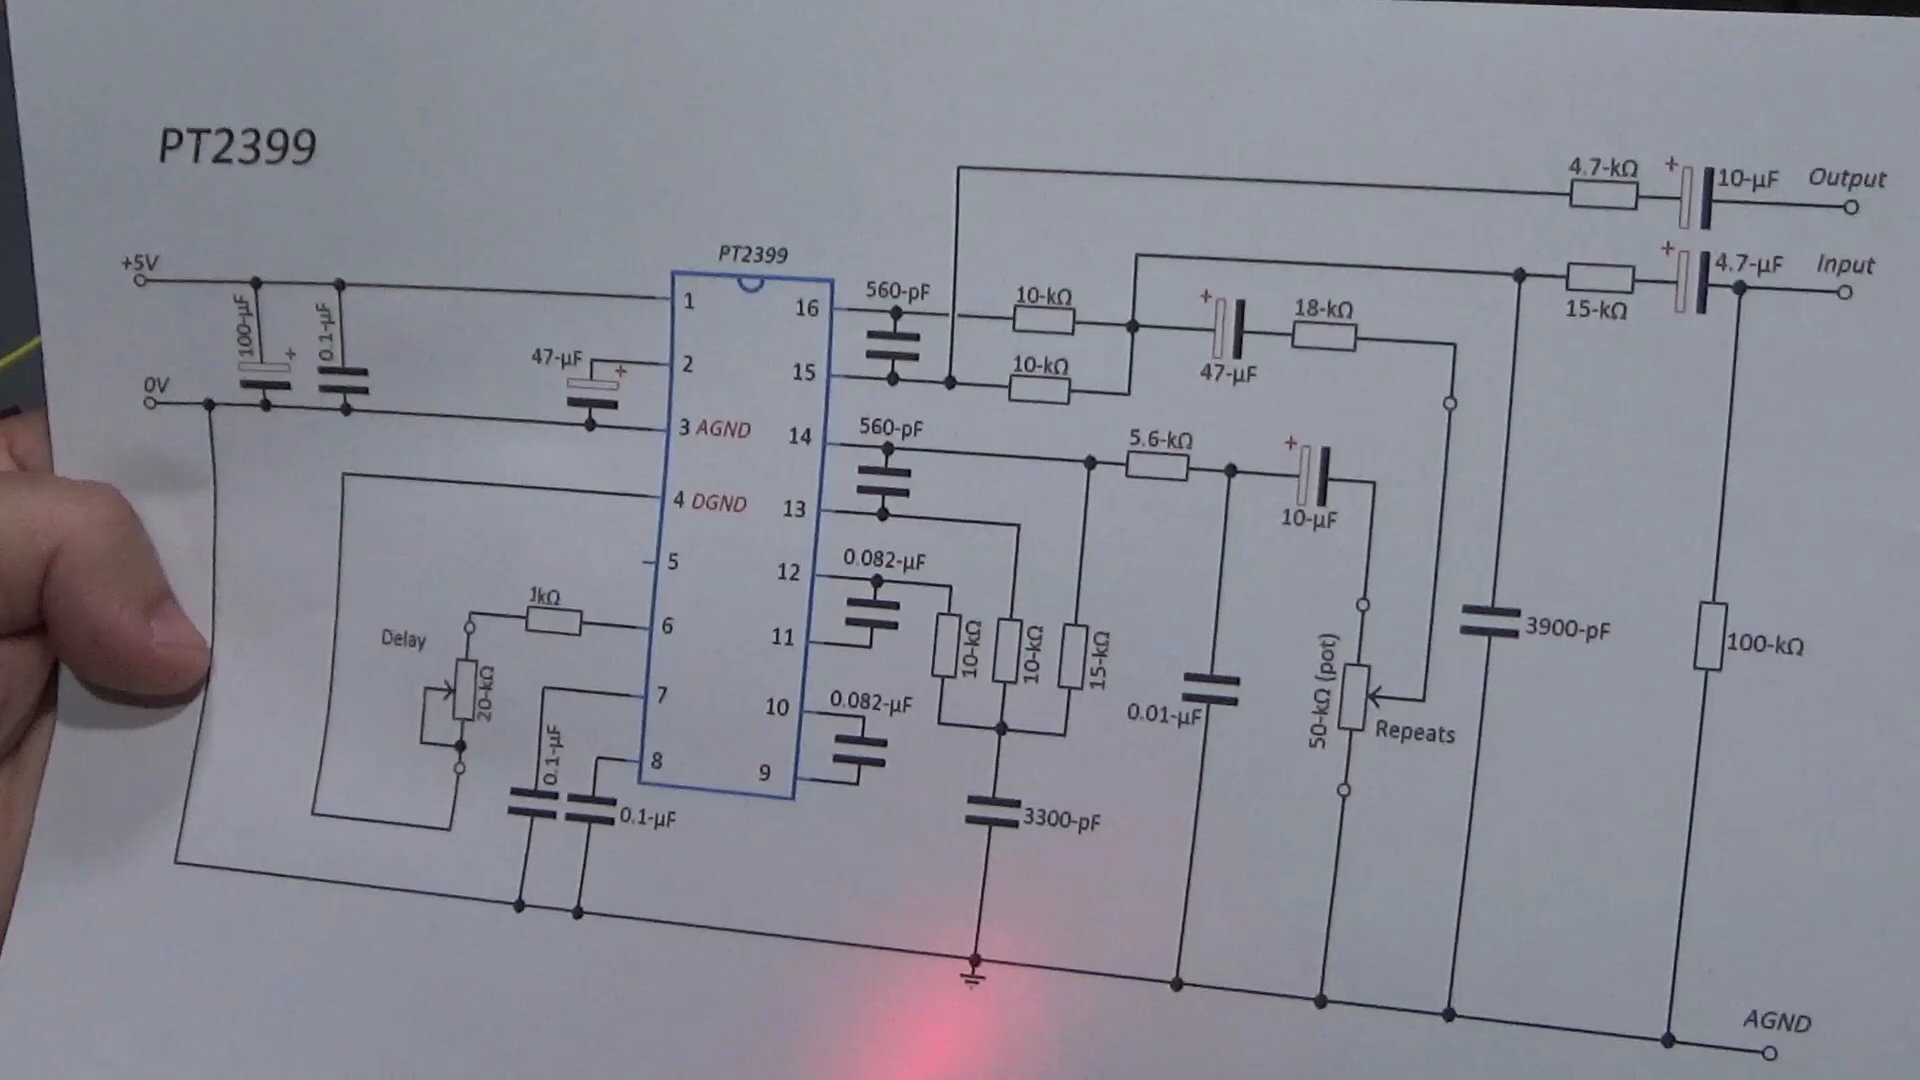 PT2399
4.7-kΩ
+
10-µF
Output
+5V
PT2399
+
4.7-µF
Input
15-kΩ
100-µF
+
0.1-µF
0V
47-µF
+
1
2
3 AGND
4 DGND
5
6
7
8
16
15
14
13
12
11
10
9
560-pF
10-kΩ
10-kΩ
+
47-µF
18-kΩ
560-pF
5.6-kΩ
+
10-µF
0.082-µF
10-kΩ
10-kΩ
15-kΩ
0.082-µF
1kΩ
Delay
20-kΩ
0.1-µF
0.1-µF
3300-pF
0.01-µF
50-kΩ (pot)
Repeats
3900-pF
100-kΩ
AGND